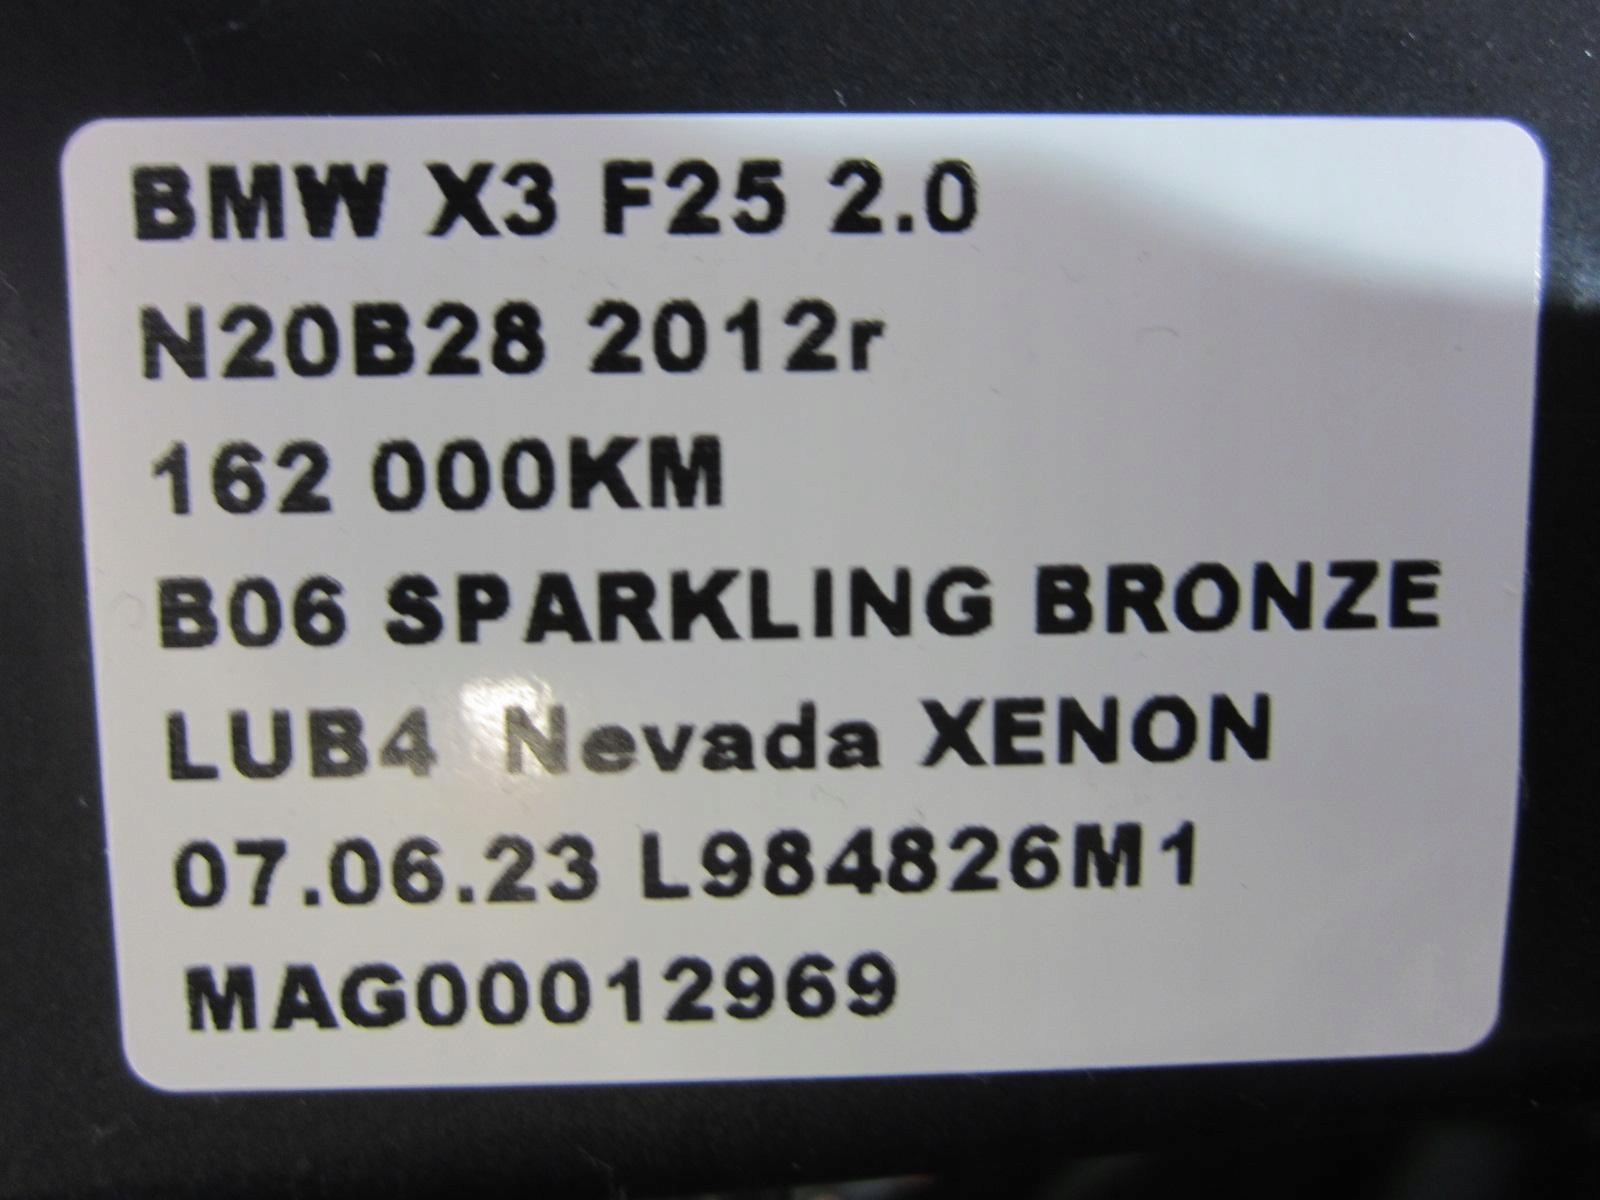 BMW X3 F25 2.0
N20B28 2012r
162 000KM
B06 SPARKLING BRONZE
LUB4 Nevada XENON
07.06.23 L984826M1
MAG00012969